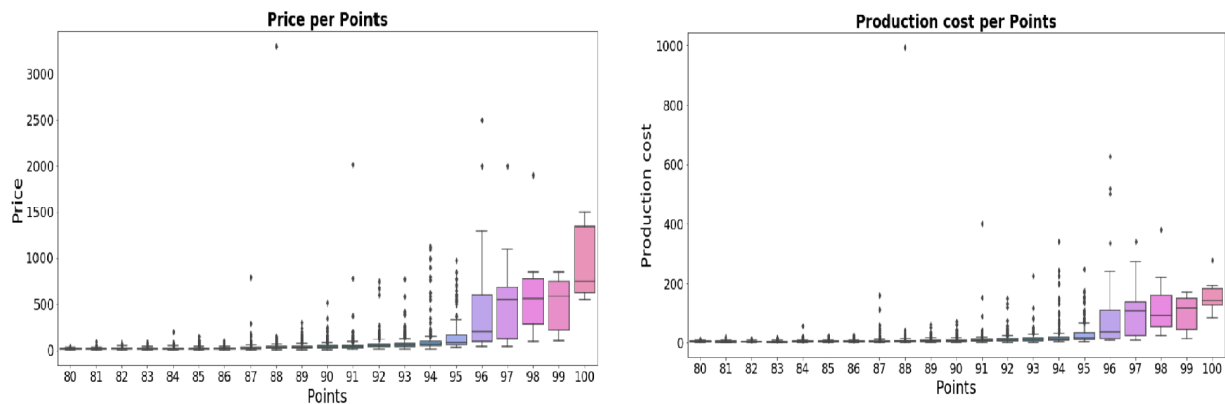 Price per Points
Price
3000
2500
2000
1500
1000
500
0
80 81 82 83 84 85 86 87 88 89 90 91 92 93 94 95 96 97 98 99 100
Points
Production cost per Points
Production cost
1000
800
600
400
200
0
80 81 82 83 84 85 86 87 88 89 90 91 92 93 94 95 96 97 98 99 100
Points